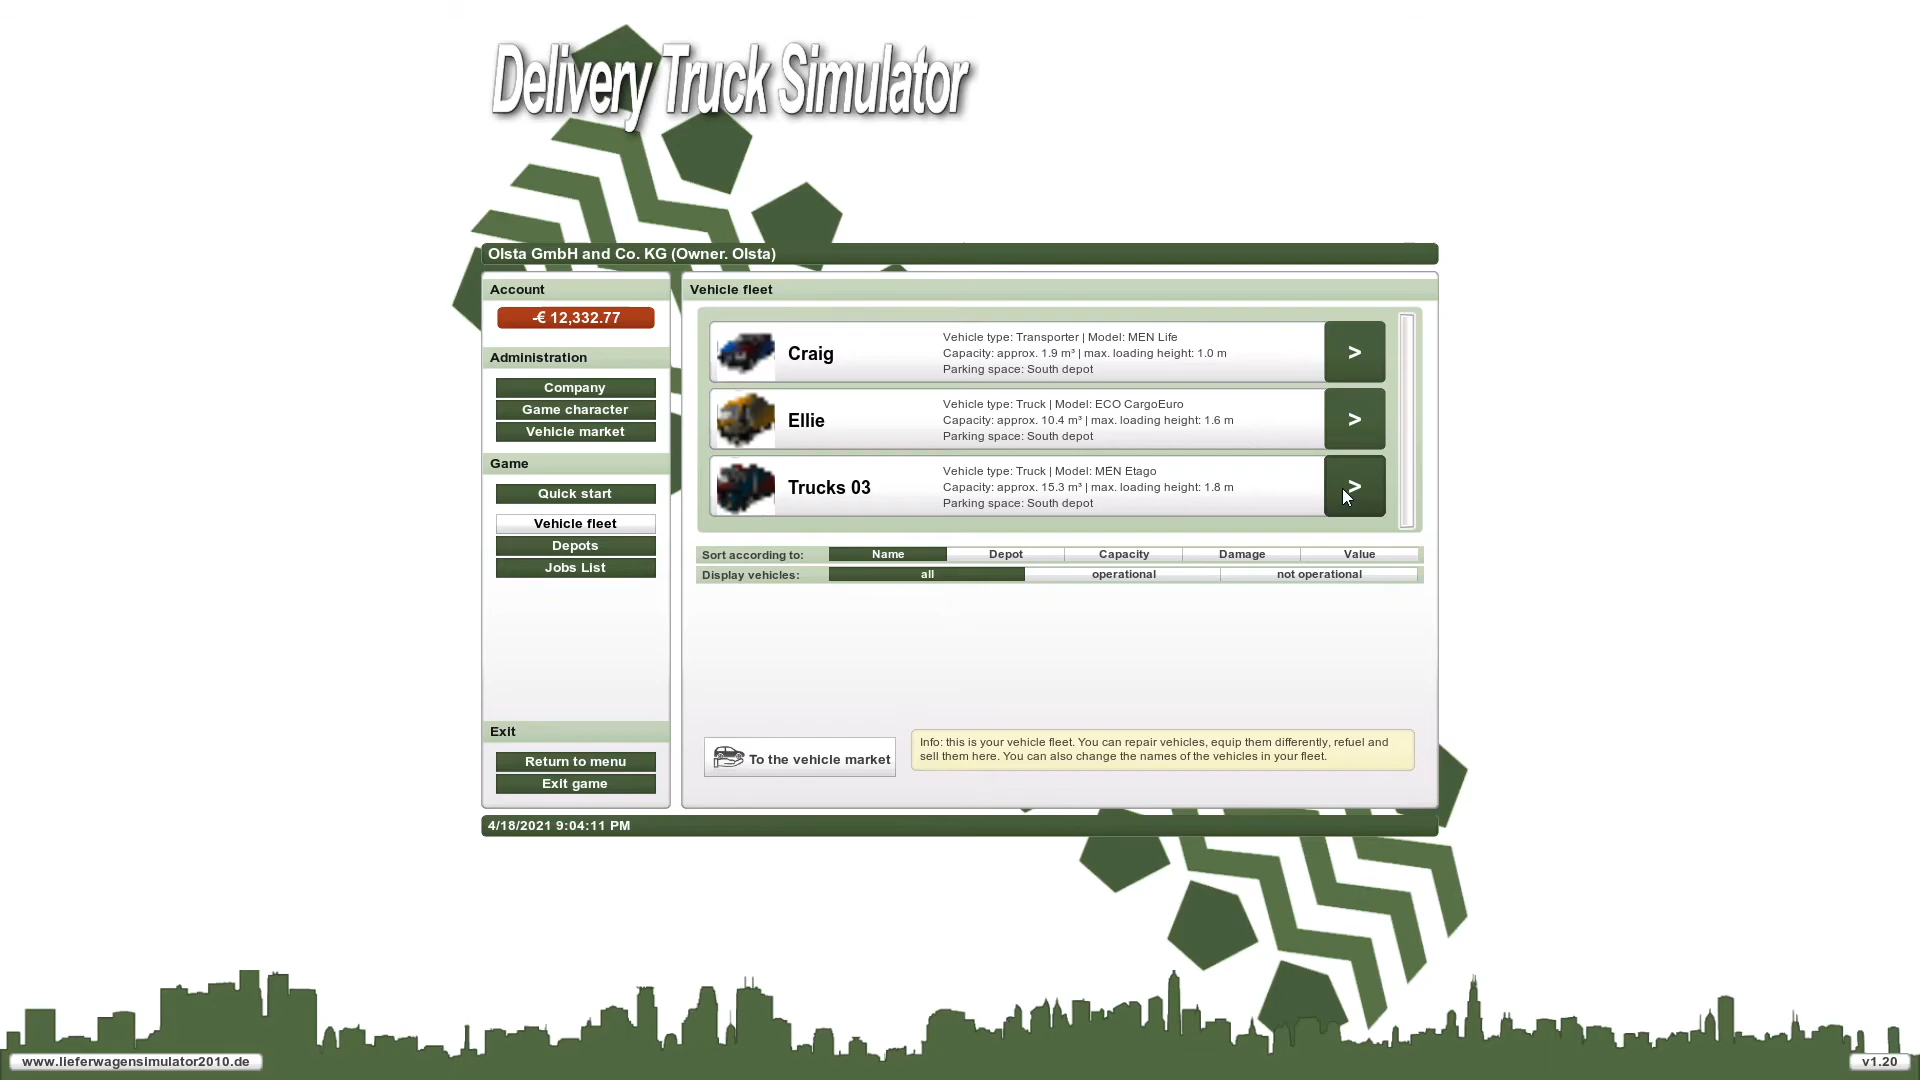 Delivery Truck Simulator
Olsta GmbH and Co. KG (Owner. Olsta)
Account
-€ 12,332.77
Administration
Company
Game character
Vehicle market
Game
Quick start
Vehicle fleet
Depots
Jobs List
Exit
Return to menu
Exit game
Vehicle fleet
Craig
Vehicle type: Transporter | Model: MEN Life
Capacity: approx. 1.9 m³ | max. loading height: 1.0 m
Parking space: South depot
>
Ellie
Vehicle type: Truck | Model: ECO CargoEuro
Capacity: approx. 10.4 m³ | max. loading height: 1.6 m
Parking space: South depot
>
Trucks 03
Vehicle type: Truck | Model: MEN Etago
Capacity: approx. 15.3 m³ | max. loading height: 1.8 m
Parking space: South depot
>
Sort according to: Name Depot Capacity Damage Value
Display vehicles: all operational not operational
To the vehicle market
Info: this is your vehicle fleet. You can repair vehicles, equip them differently, refuel and
sell them here. You can also change the names of the vehicles in your fleet.
4/18/2021 9:04:11 PM
www.lieferwagensimulator2010.de
v1.20